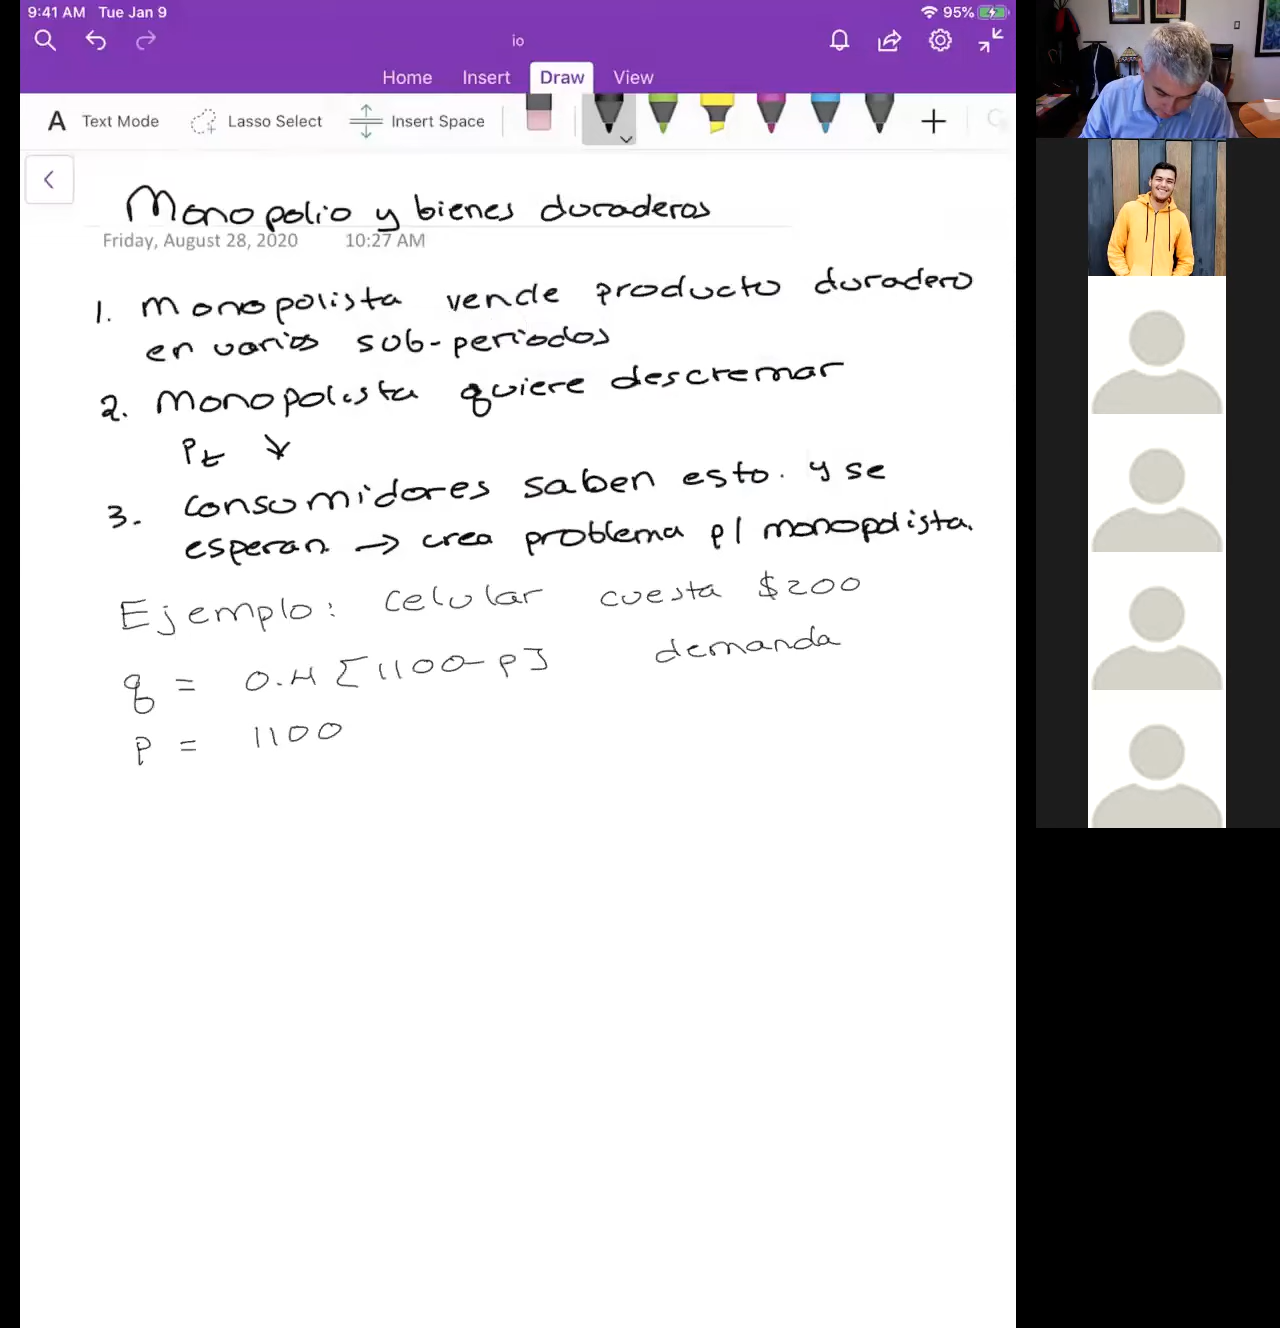 9:41 AM Tue Jan 9 95%
io
Home Insert Draw View
A Text Mode Lasso Select Insert Space
Monopolio y bienes duraderos
Friday, August 28, 2020 10:27 AM
1. Monopolista vende producto duradero
en varios sub-periodos
2. Monopolista quiere descremar
Pt ↓
3. Consumidores saben esto. y se
esperan. → crea problema p/ monopolista.
Ejemplo: celular cuesta $200
q = 0.4 [1100-p] demanda
p = 1100